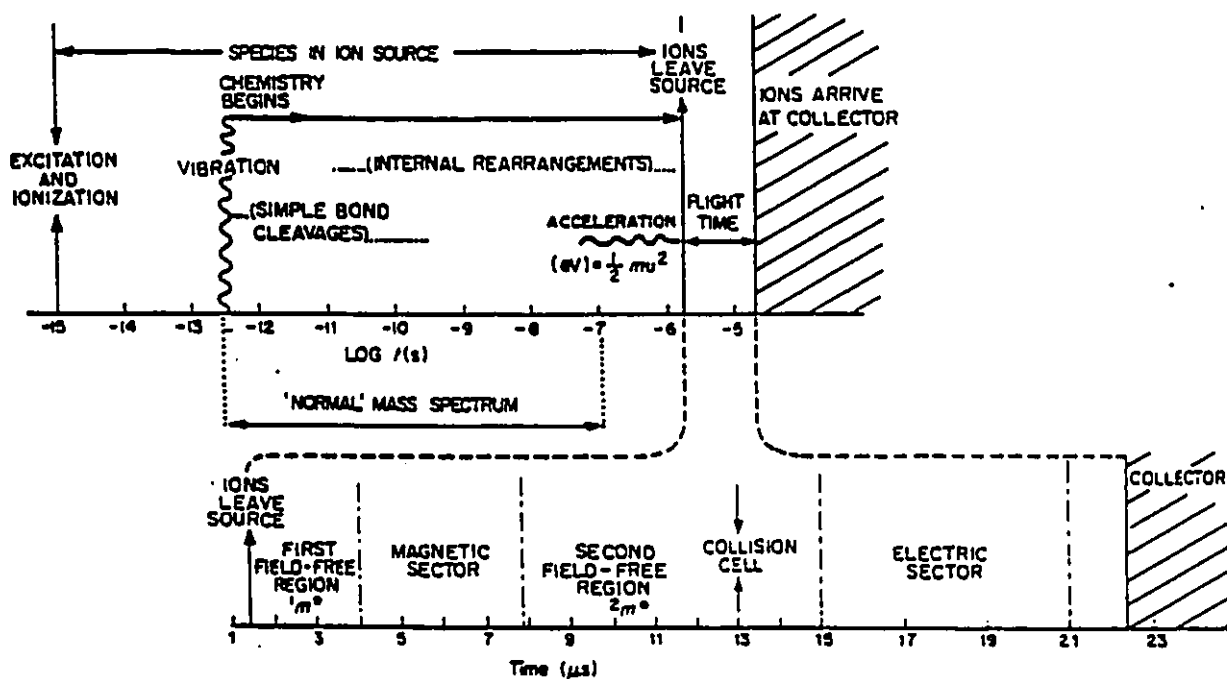 SPECIES IN ION SOURCE
CHEMISTRY
BEGINS
IONS
LEAVE
SOURCE
IONS ARRIVE
AT COLLECTOR
EXCITATION
AND
IONIZATION
VIBRATION
(INTERNAL REARRANGEMENTS)
(SIMPLE BOND
CLEAVAGES)
ACCELERATION
(eV) = 1/2 mu²
FLIGHT
TIME
-15 -14 -13 -12 -11 -10 -9 -8 -7 -6 -5
LOG t(s)
'NORMAL' MASS SPECTRUM
IONS
LEAVE
SOURCE
FIRST
FIELD-FREE
REGION
¹m*
MAGNETIC
SECTOR
SECOND
FIELD-FREE
REGION
²m*
COLLISION
CELL
ELECTRIC
SECTOR
COLLECTOR
1 3 5 7 9 11 13 15 17 19 21 23
Time (μs)